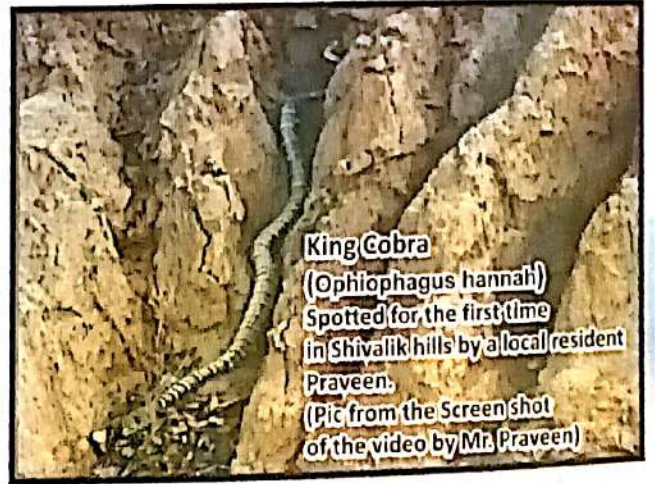 King Cobra
(Ophiophagus hannah)
Spotted for the first time
in Shivalik hills by a local resident
Praveen.
(Pic from the Screen shot
of the video by Mr. Praveen)